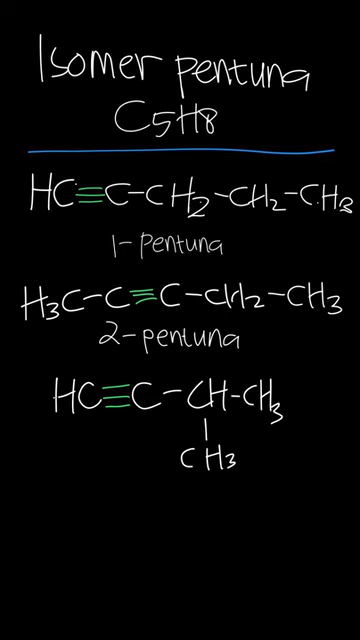 Isomer pentuna
C5H8
HC≡C-CH2-CH2-CH3
1-pentuna
H3C-C≡C-CH2-CH3
2-pentuna
HC≡C-CH-CH3
|
CH3